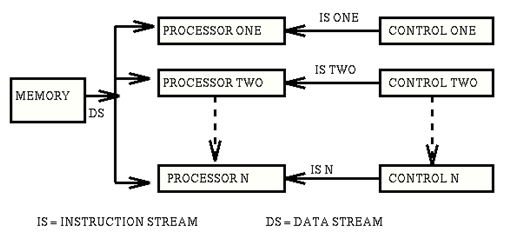 PROCESSOR ONE IS ONE CONTROL ONE
PROCESSOR TWO IS TWO CONTROL TWO
MEMORY
DS
PROCESSOR N IS N CONTROL N
IS = INSTRUCTION STREAM DS = DATA STREAM